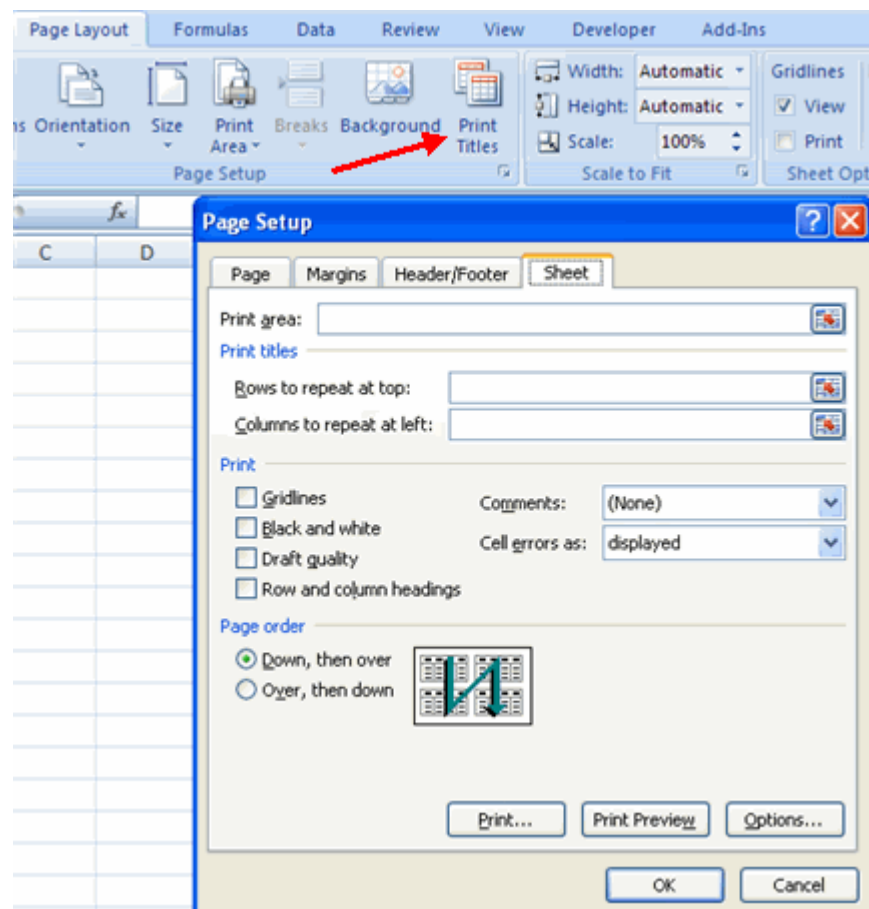 Page Layout Formulas Data Review View Developer Add-Ins
Orientation Size Print Area Breaks Background Print Titles
Width: Automatic
Height: Automatic
Scale: 100%
Gridlines
View
Print
Page Setup Scale to Fit Sheet Opt
fx
C D
Page Setup
Page Margins Header/Footer Sheet
Print area:
Print titles
Rows to repeat at top:
Columns to repeat at left:
Print
Gridlines
Black and white
Draft quality
Row and column headings
Comments: (None)
Cell errors as: displayed
Page order
Down, then over
Over, then down
Print... Print Preview Options...
OK Cancel